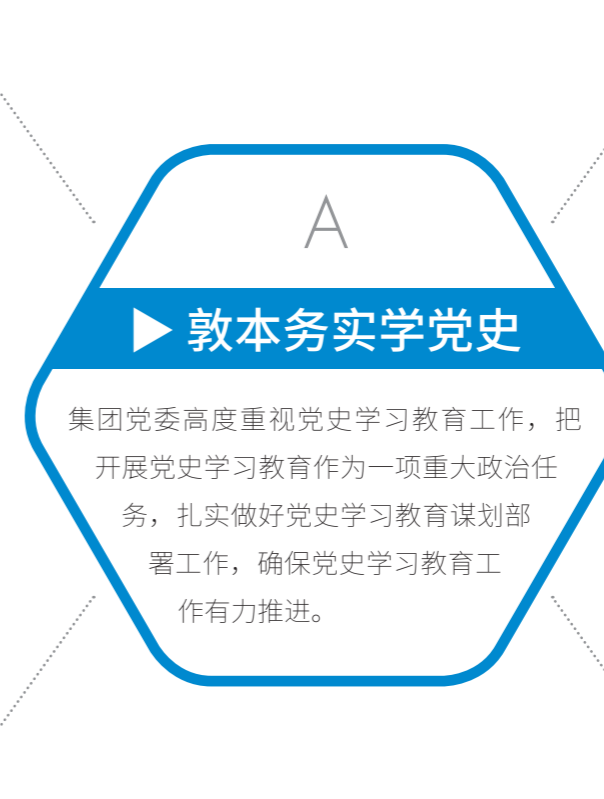 A
▶敦本务实学党史
集团党委高度重视党史学习教育工作，把
开展党史学习教育作为一项重大政治任
务，扎实做好党史学习教育谋划部
署工作，确保党史学习教育工
作有力推进。